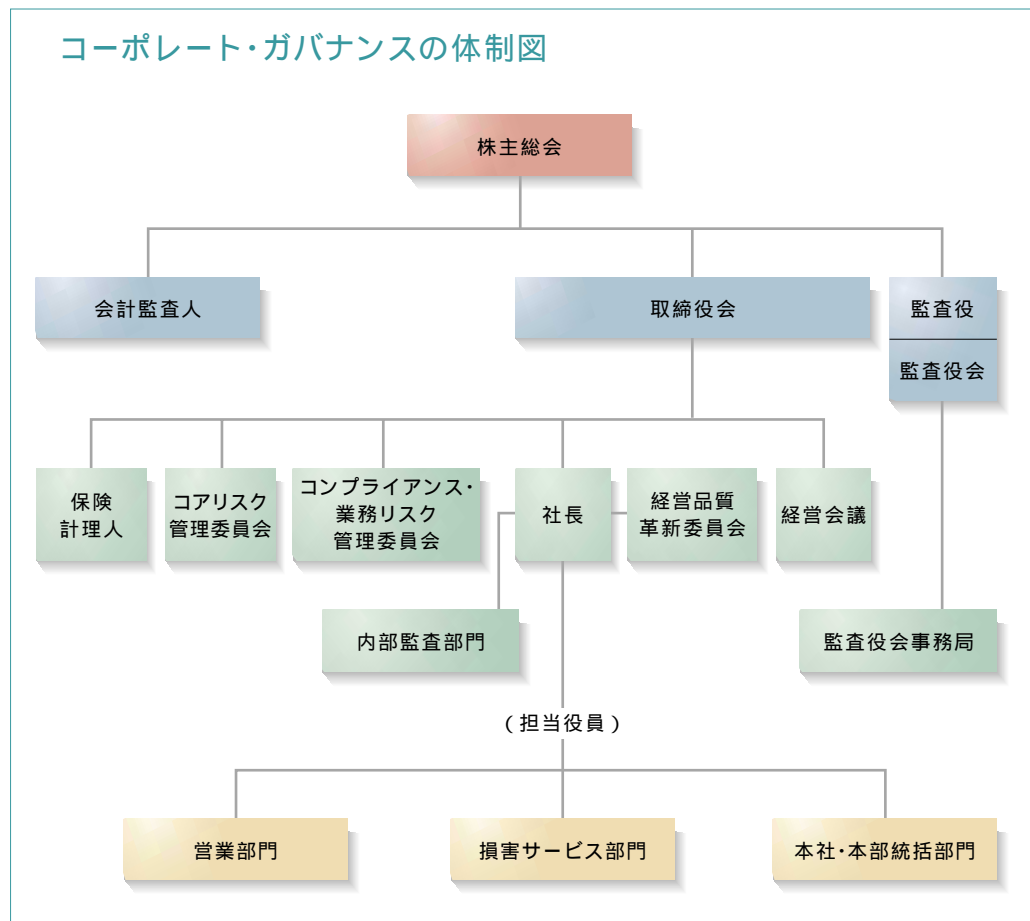 コーポレート・ガバナンスの体制図
株主総会
会計監査人
取締役会
監査役
監査役会
保険
計理人
コアリスク
管理委員会
コンプライアンス・
業務リスク
管理委員会
社長
経営品質
革新委員会
経営会議
内部監査部門
監査役会事務局
（担当役員）
営業部門
損害サービス部門
本社・本部統括部門